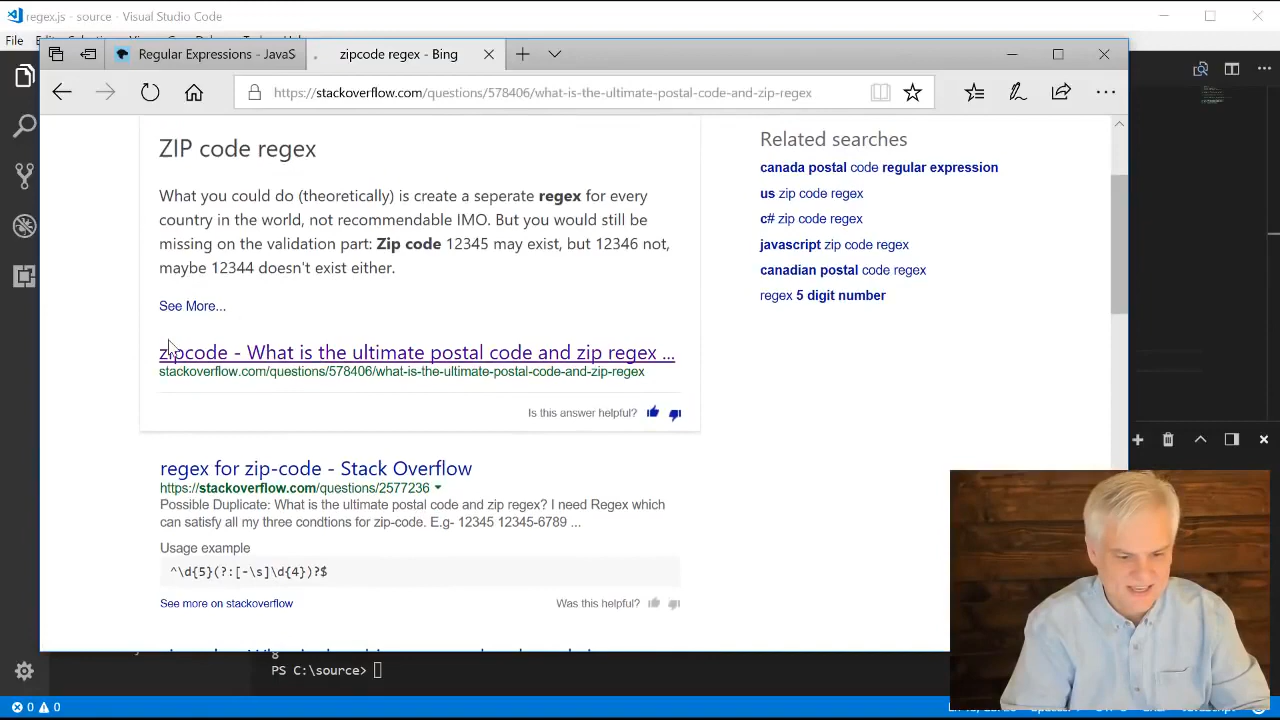 regex.js - source - Visual Studio Code
File
Regular Expressions - JavaS
zipcode regex - Bing
https://stackoverflow.com/questions/578406/what-is-the-ultimate-postal-code-and-zip-regex
ZIP code regex
What you could do (theoretically) is create a seperate regex for every
country in the world, not recommendable IMO. But you would still be
missing on the validation part: Zip code 12345 may exist, but 12346 not,
maybe 12344 doesn't exist either.
See More...
zipcode - What is the ultimate postal code and zip regex ...
stackoverflow.com/questions/578406/what-is-the-ultimate-postal-code-and-zip-regex
Is this answer helpful?
regex for zip-code - Stack Overflow
https://stackoverflow.com/questions/2577236
Possible Duplicate: What is the ultimate postal code and zip regex? I need Regex which
can satisfy all my three condtions for zip-code. E.g- 12345 12345-6789 ...
Usage example
^\d{5}(?:[-\s]\d{4})?$
See more on stackoverflow
Was this helpful?
Related searches
canada postal code regular expression
us zip code regex
c# zip code regex
javascript zip code regex
canadian postal code regex
regex 5 digit number
PS C:\source>
0 0